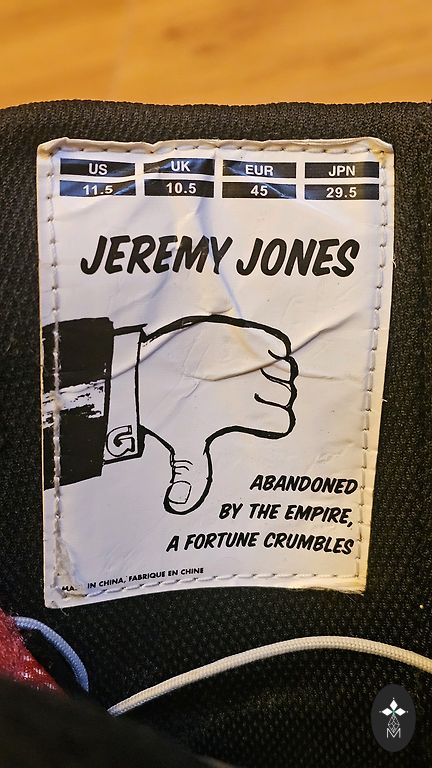 US UK EUR JPN
11.5 10.5 45 29.5
JEREMY JONES
G
ABANDONED
BY THE EMPIRE,
A FORTUNE CRUMBLES
IN CHINA, FABRIQUE EN CHINE
M